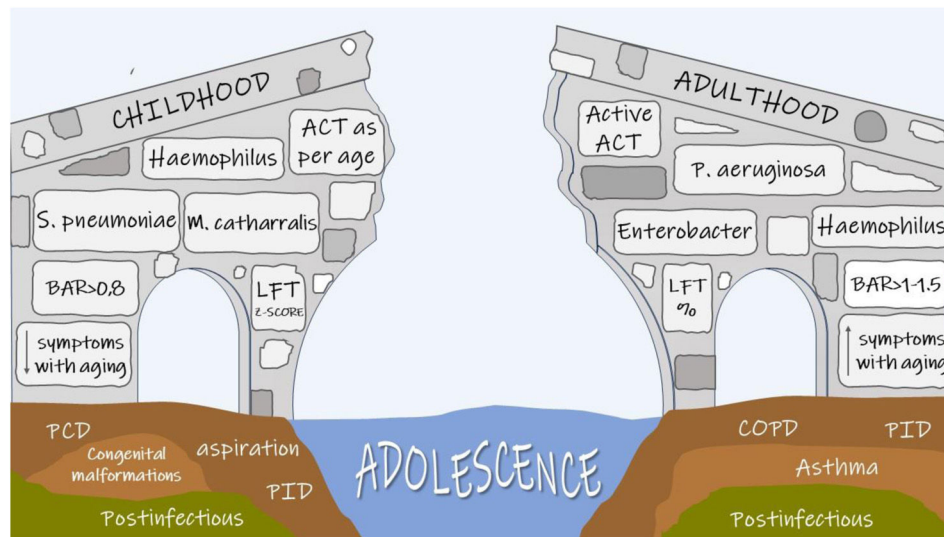 CHILDHOOD
ACT as
per age
Haemophilus
S. pneumoniae
M. catharralis
BAR>0,8
LFT
Z-SCORE
↓ symptoms
with aging
PCD
Congenital
malformations
aspiration
PID
Postinfectious
ADOLESCENCE
ADULTHOOD
Active
ACT
P. aeruginosa
Enterobacter
Haemophilus
LFT
%
BAR>1-1.5
↑ symptoms
with aging
COPD
PID
Asthma
Postinfectious